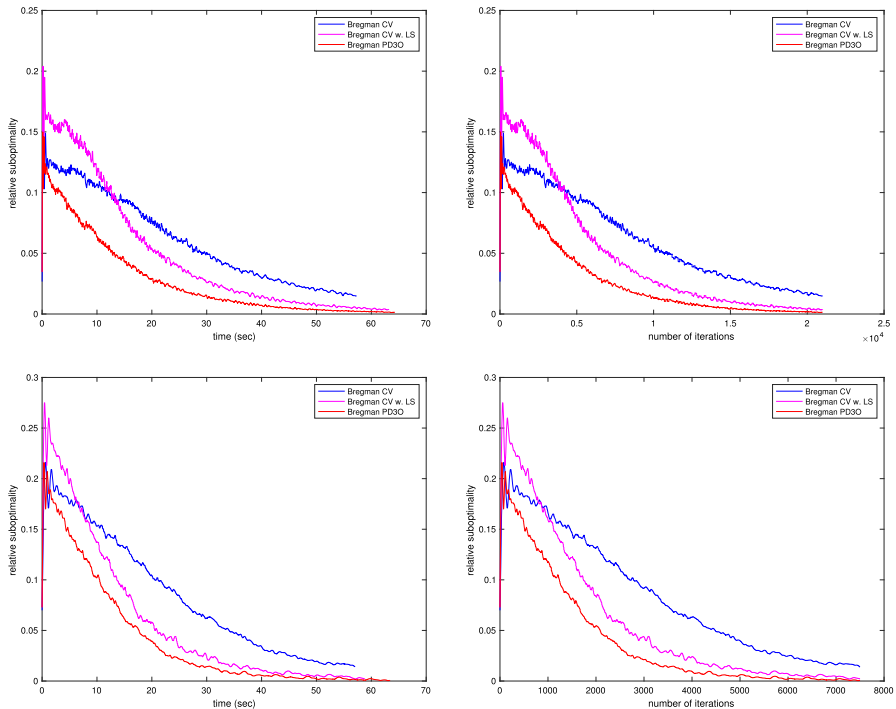 0.25
0.2
0.15
0.1
0.05
0
relative suboptimality
Bregman CV
Bregman CV w. LS
Bregman PD3O
0 10 20 30 40 50 60 70
time (sec)
0.25
0.2
0.15
0.1
0.05
0
relative suboptimality
Bregman CV
Bregman CV w. LS
Bregman PD3O
0 0.5 1 1.5 2 2.5
×10⁴
number of iterations
0.3
0.25
0.2
0.15
0.1
0.05
0
relative suboptimality
Bregman CV
Bregman CV w. LS
Bregman PD3O
0 10 20 30 40 50 60 70
time (sec)
0.3
0.25
0.2
0.15
0.1
0.05
0
relative suboptimality
Bregman CV
Bregman CV w. LS
Bregman PD3O
0 1000 2000 3000 4000 5000 6000 7000 8000
number of iterations